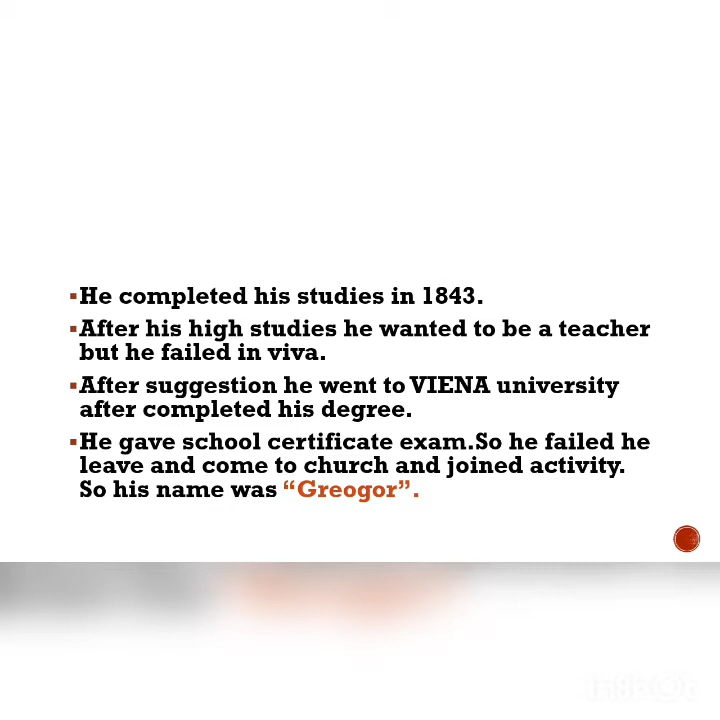 ▪He completed his studies in 1843.
▪After his high studies he wanted to be a teacher
but he failed in viva.
▪After suggestion he went to VIENA university
after completed his degree.
▪He gave school certificate exam.So he failed he
leave and come to church and joined activity.
So his name was “Greogor”.